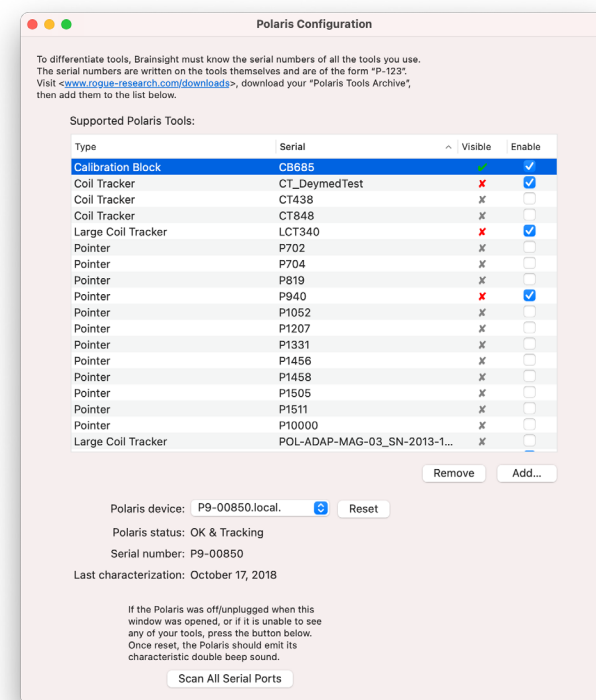 Polaris Configuration
To differentiate tools, Brainsight must know the serial numbers of all the tools you use.
The serial numbers are written on the tools themselves and are of the form "P-123".
Visit <www.rogue-research.com/downloads>, download your "Polaris Tools Archive",
then add them to the list below.
Supported Polaris Tools:
Type Serial Visible Enable
Calibration Block CB685
Coil Tracker CT_DeymedTest
Coil Tracker CT438
Coil Tracker CT848
Large Coil Tracker LCT340
Pointer P702
Pointer P704
Pointer P819
Pointer P940
Pointer P1052
Pointer P1207
Pointer P1331
Pointer P1456
Pointer P1458
Pointer P1505
Pointer P1511
Pointer P10000
Large Coil Tracker POL-ADAP-MAG-03_SN-2013-1...
Remove Add...
Polaris device: P9-00850.local. Reset
Polaris status: OK & Tracking
Serial number: P9-00850
Last characterization: October 17, 2018
If the Polaris was off/unplugged when this
window was opened, or if it is unable to see
any of your tools, press the button below.
Once reset, the Polaris should emit its
characteristic double beep sound.
Scan All Serial Ports